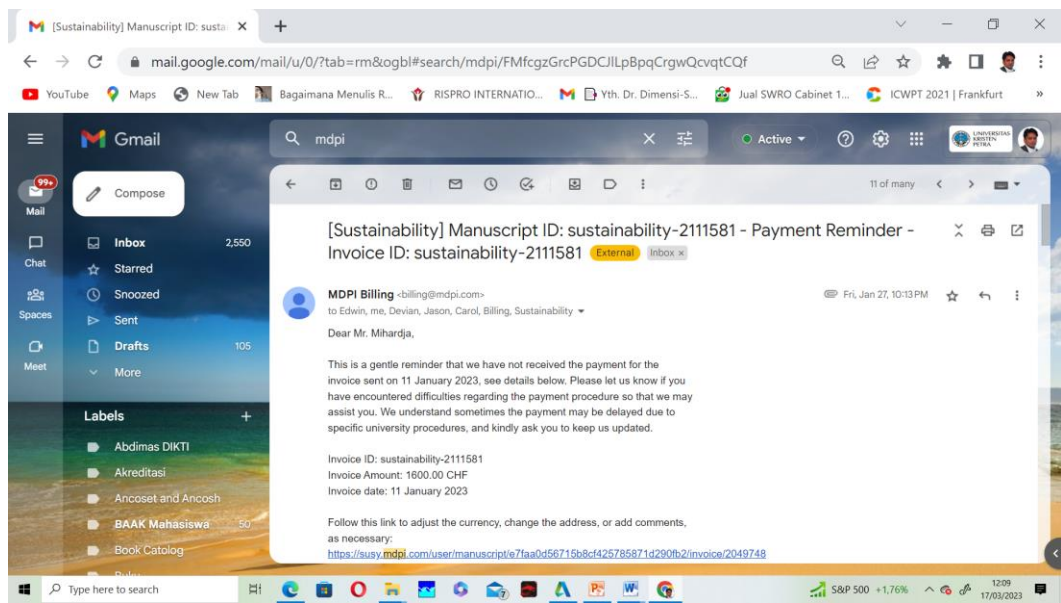 [Sustainability] Manuscript ID: susta
mail.google.com/mail/u/0/?tab=rm&ogbl#search/mdpi/FMfcgzGrcPGDCJlLpBpqCrgwQcvqtCQf
YouTube Maps New Tab Bagaimana Menulis R... RISPRO INTERNATIO... Yth. Dr. Dimensi-S... Jual SWRO Cabinet 1... ICWPT 2021 | Frankfurt »
Gmail
mdpi
Active
UNIVERSITAS
KRISTEN
PETRA
99+
Mail
Chat
Spaces
Meet
Compose
Inbox 2,550
Starred
Snoozed
Sent
Drafts 105
More
Labels +
Abdimas DIKTI
Akreditasi
Ancoset and Ancosh
BAAK Mahasiswa 50
Book Catolog
11 of many
[Sustainability] Manuscript ID: sustainability-2111581 - Payment Reminder -
Invoice ID: sustainability-2111581 External Inbox x
MDPI Billing <billing@mdpi.com> Fri, Jan 27, 10:13 PM
to Edwin, me, Devian, Jason, Carol, Billing, Sustainability
Dear Mr. Mihardja,
This is a gentle reminder that we have not received the payment for the
invoice sent on 11 January 2023, see details below. Please let us know if you
have encountered difficulties regarding the payment procedure so that we may
assist you. We understand sometimes the payment may be delayed due to
specific university procedures, and kindly ask you to keep us updated.
Invoice ID: sustainability-2111581
Invoice Amount: 1600.00 CHF
Invoice date: 11 January 2023
Follow this link to adjust the currency, change the address, or add comments,
as necessary:
https://susy.mdpi.com/user/manuscript/e7faa0d56715b8cf425785871d290fb2/invoice/2049748
Type here to search
S&P 500 +1,76%
12:09
17/03/2023